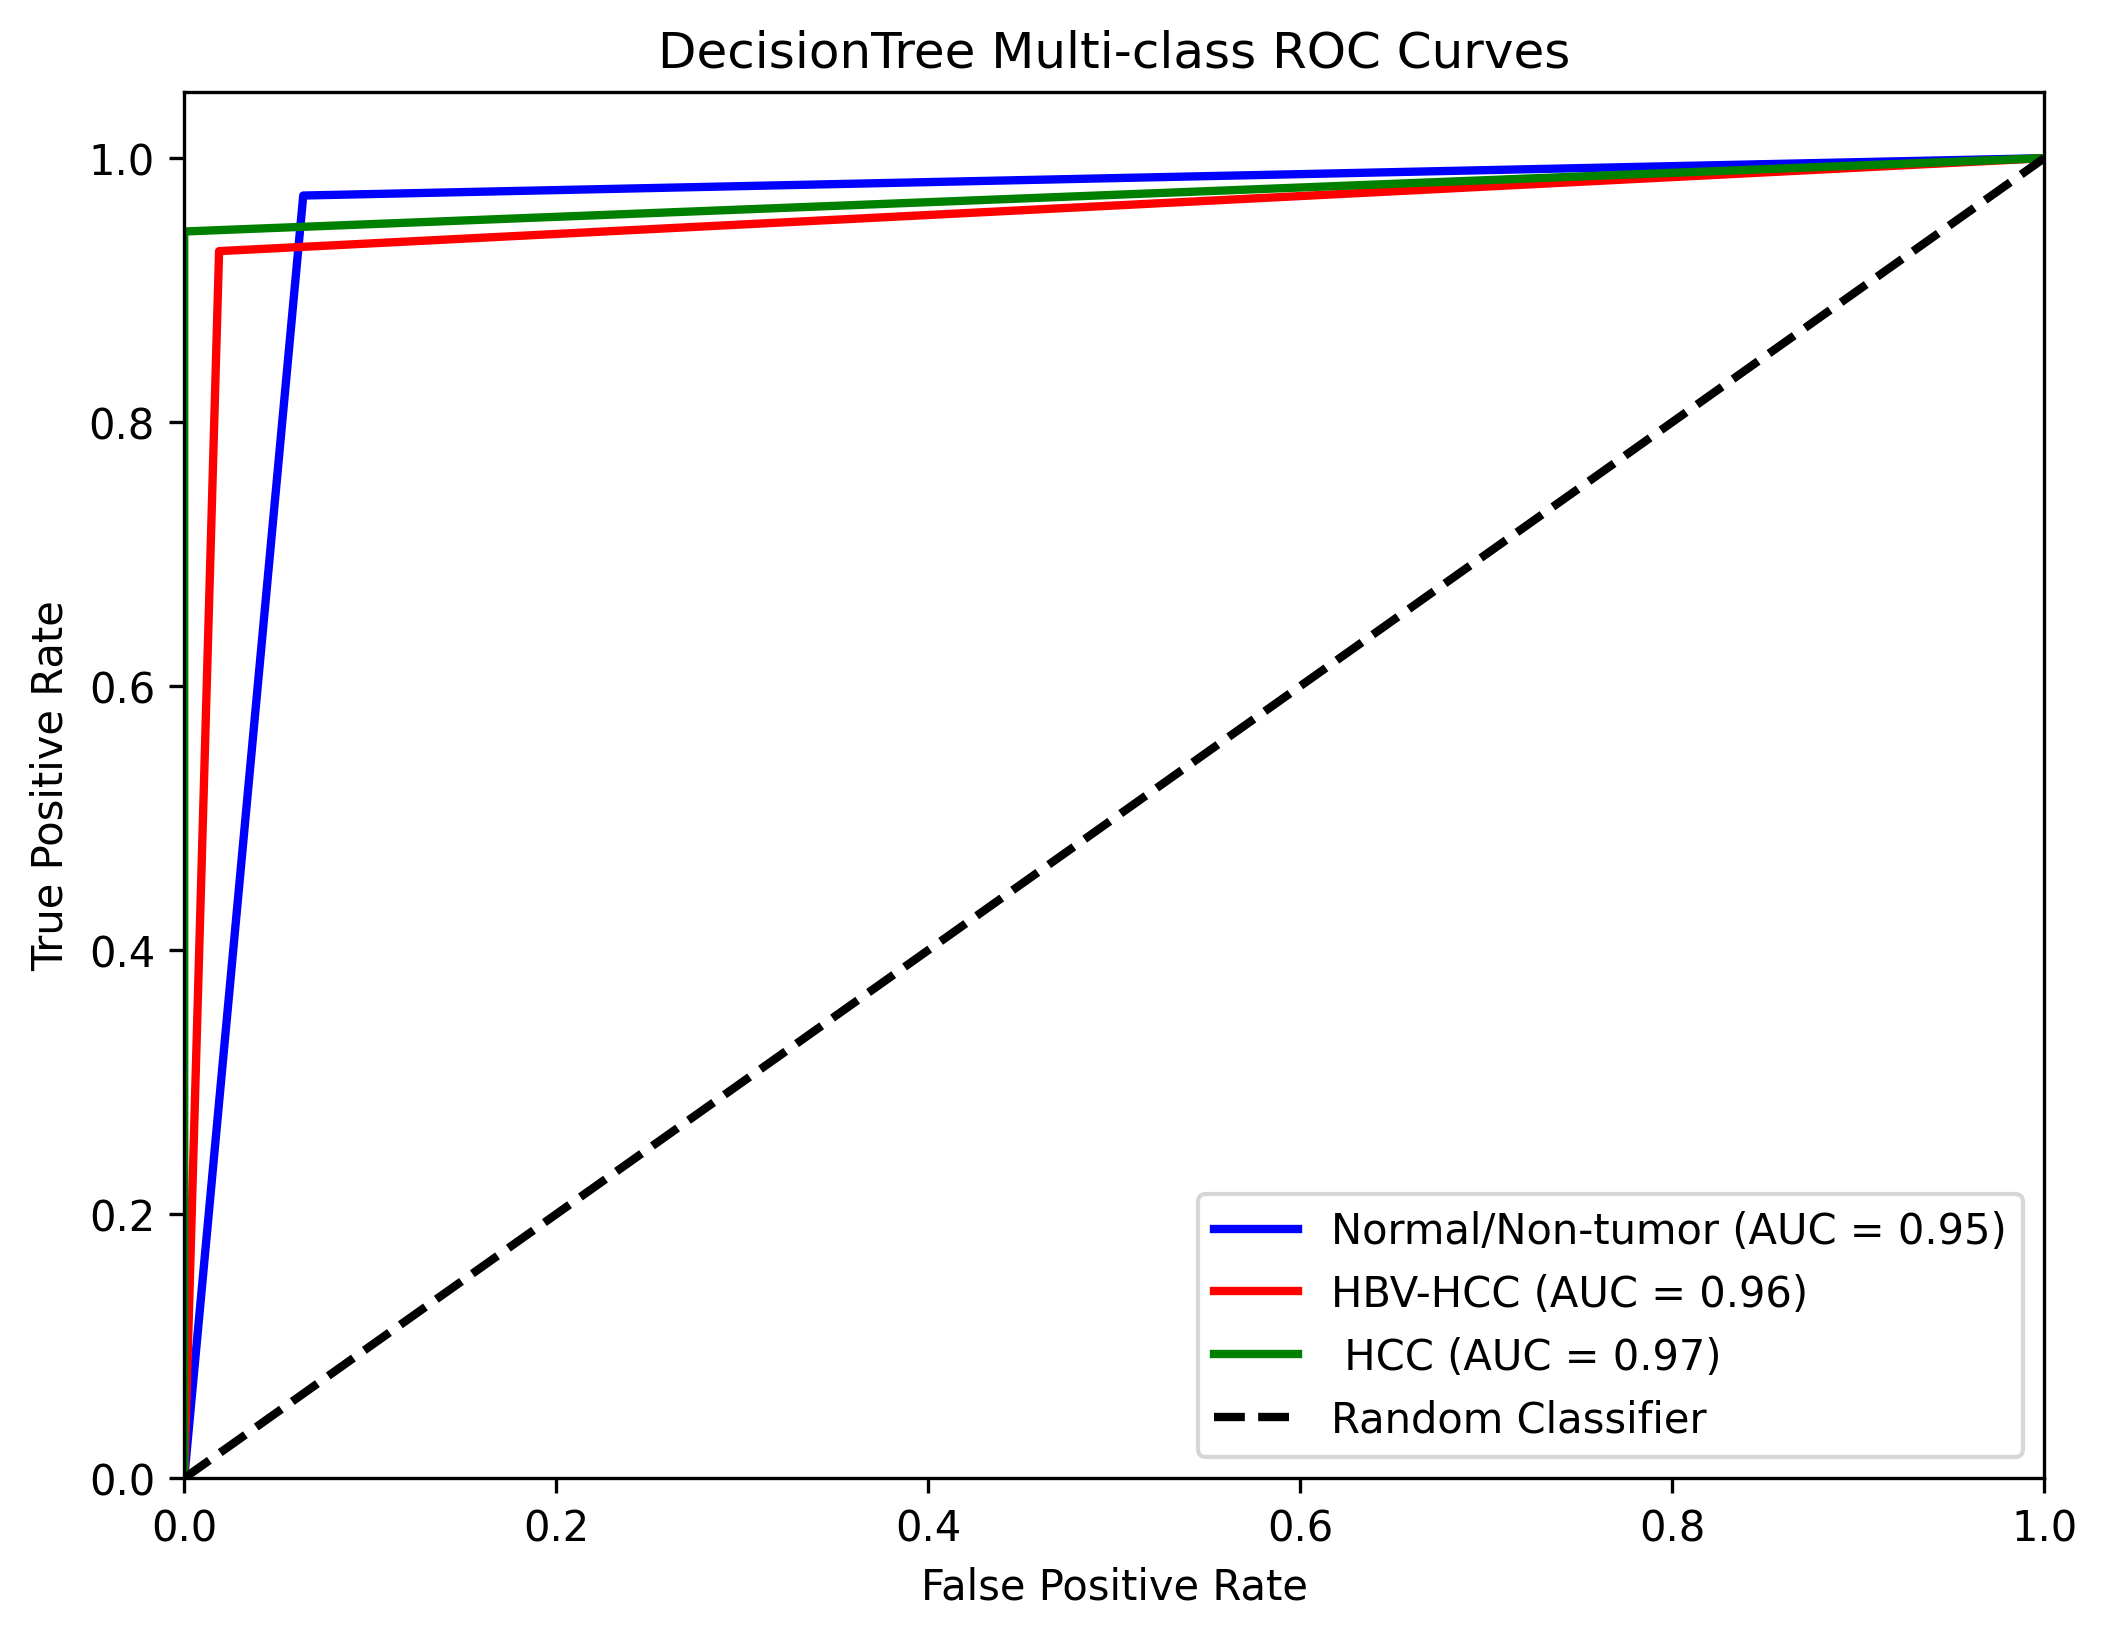 DecisionTree Multi-class ROC Curves
True Positive Rate
1.0
0.8
0.6
0.4
0.2
0.0
0.0 0.2 0.4 0.6 0.8 1.0
False Positive Rate
Normal/Non-tumor (AUC = 0.95)
HBV-HCC (AUC = 0.96)
HCC (AUC = 0.97)
Random Classifier